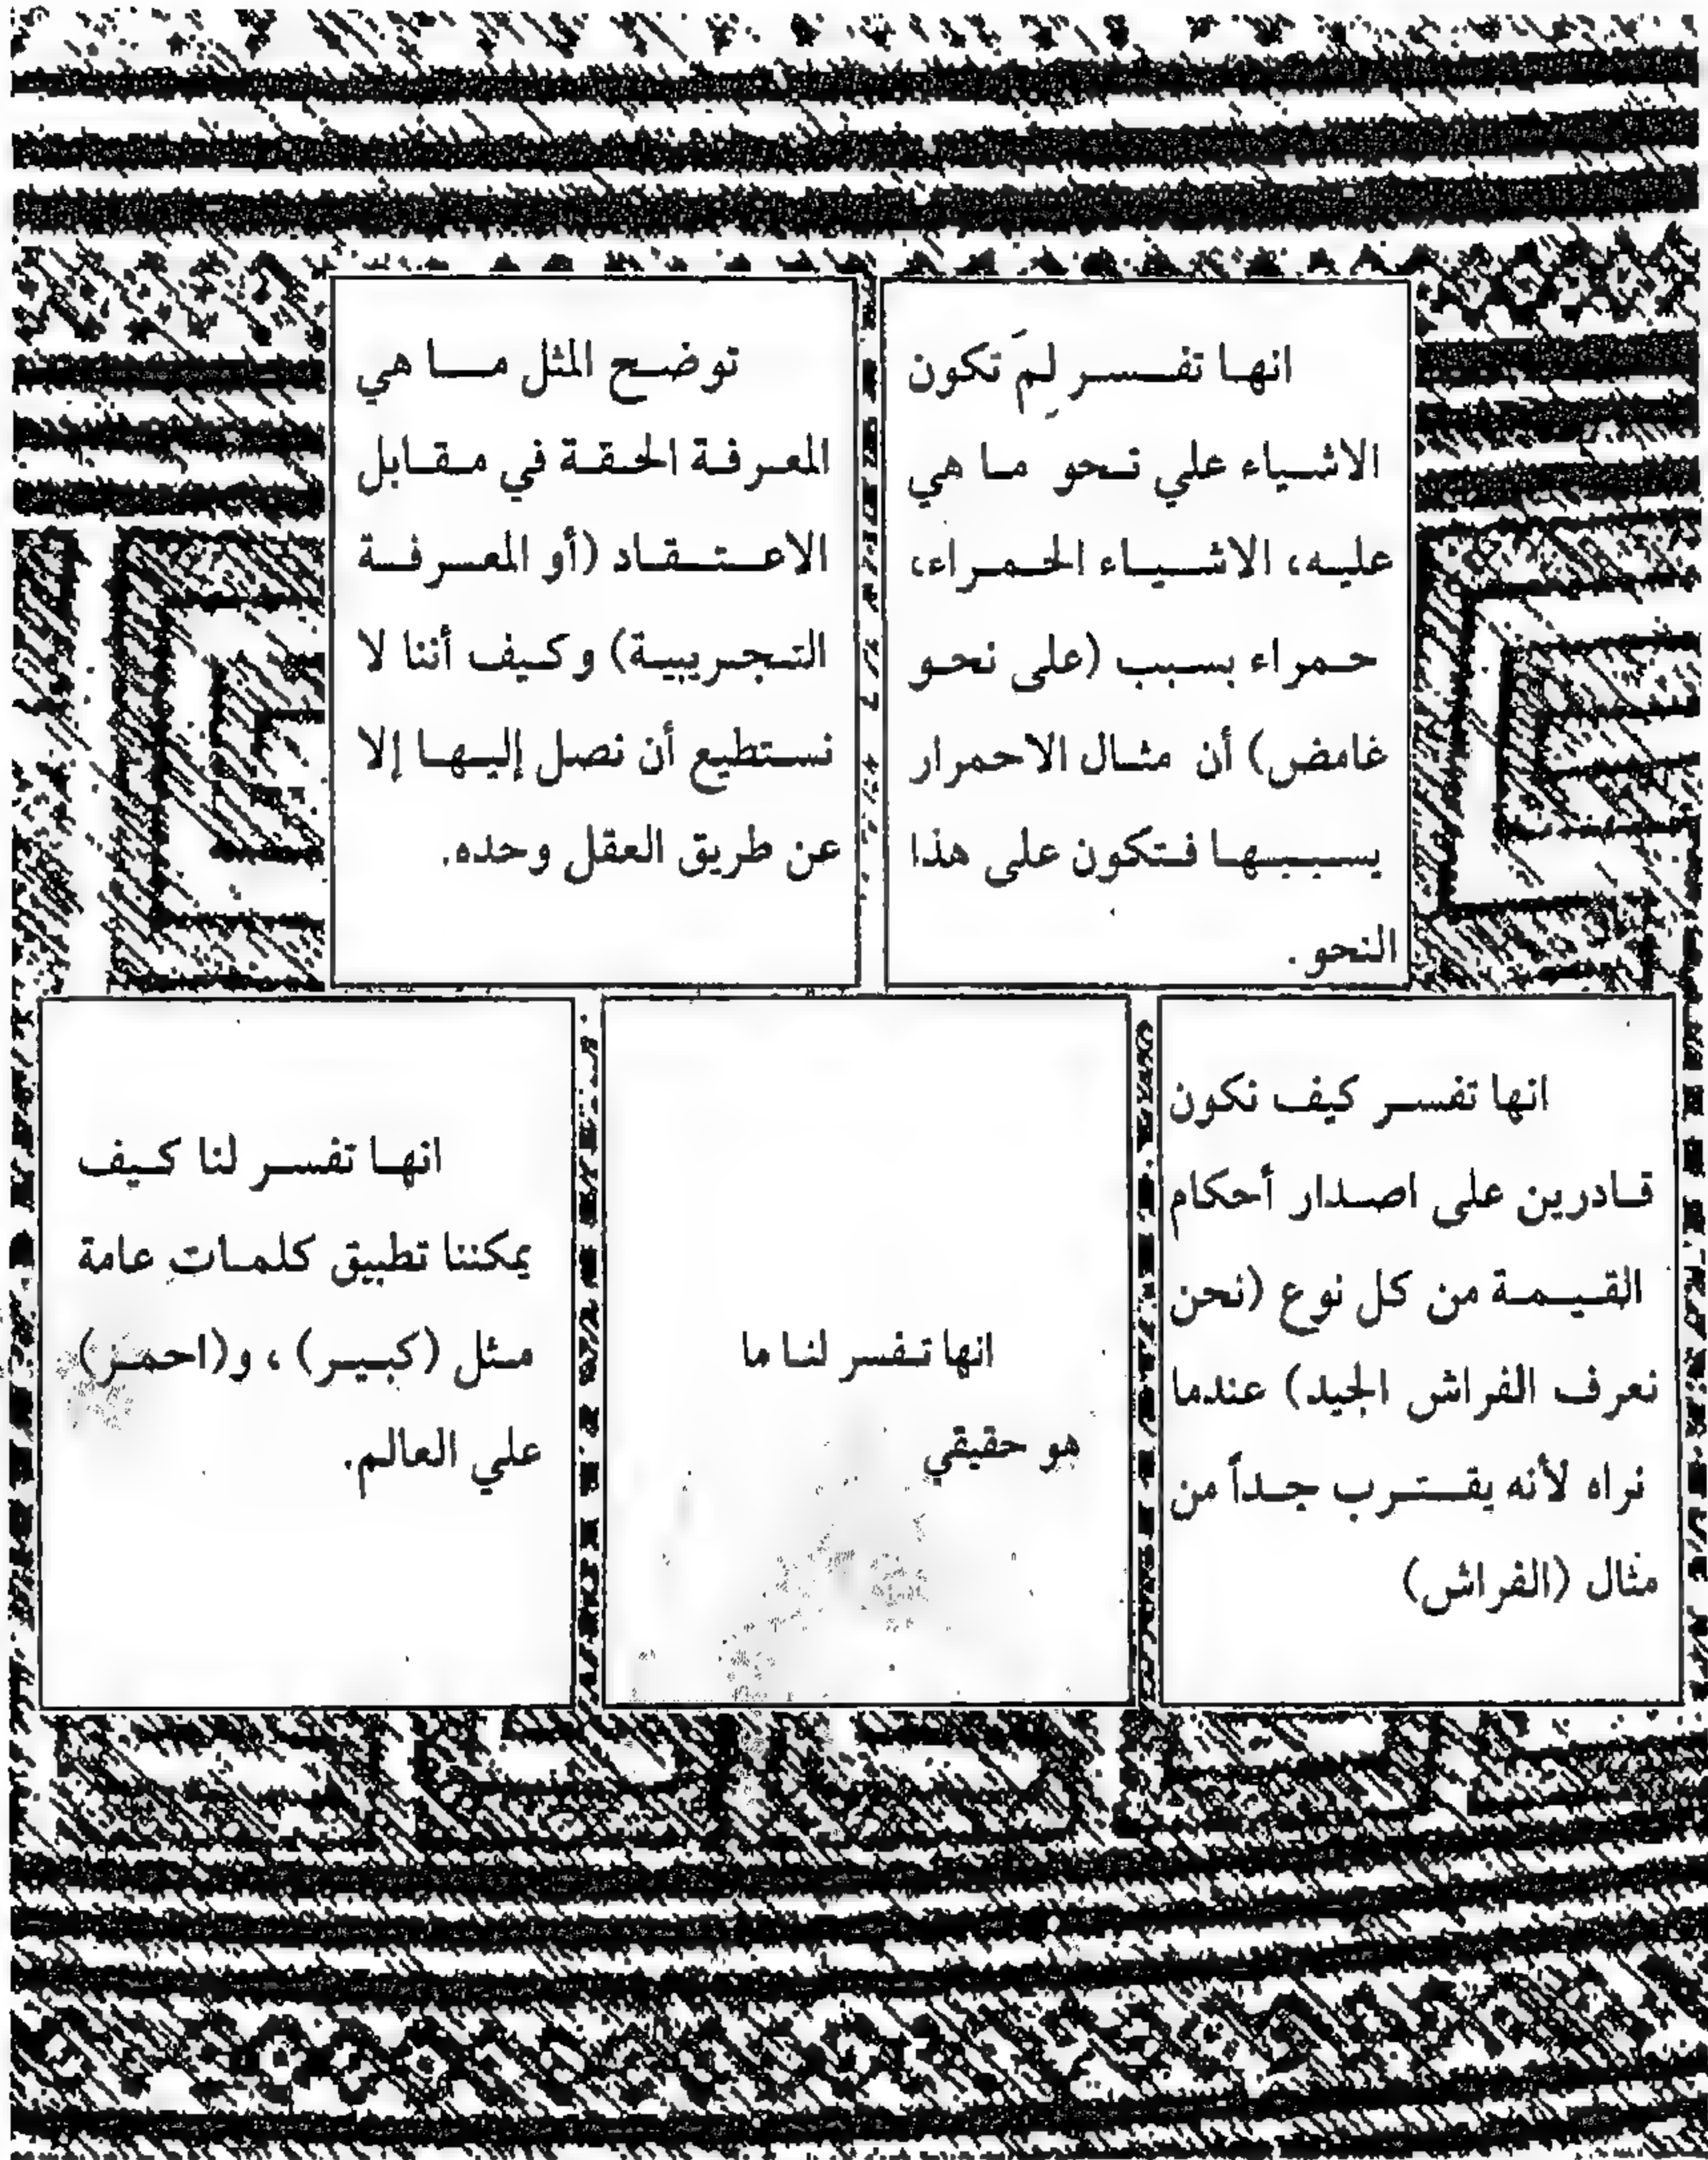 انها تفسر لِمَ تكون
الاشياء علي نحو ما هي
عليه، الاشياء الحمراء،
حمراء بسبب (على نحو
غامض) أن مثال الاحمرار
يسببها فتكون على هذا
النحو.
توضح المثل ما هي
المعرفة الحقة في مقابل
الاعتقاد (أو المعرفة
التجريبية) وكيف أننا لا
نستطيع أن نصل إليها إلا
عن طريق العقل وحده.
انها تفسر كيف نكون
قادرين على اصدار أحكام
القيمة من كل نوع (نحن
نعرف الفراش الجيد) عندما
نراه لأنه يقترب جداً من
مثال (الفراش)
انها تفسر لنا ما
هو حقيقي
انها تفسر لنا كيف
يمكننا تطبيق كلمات عامة
مثل (كبير)، و(احمر)
علي العالم.